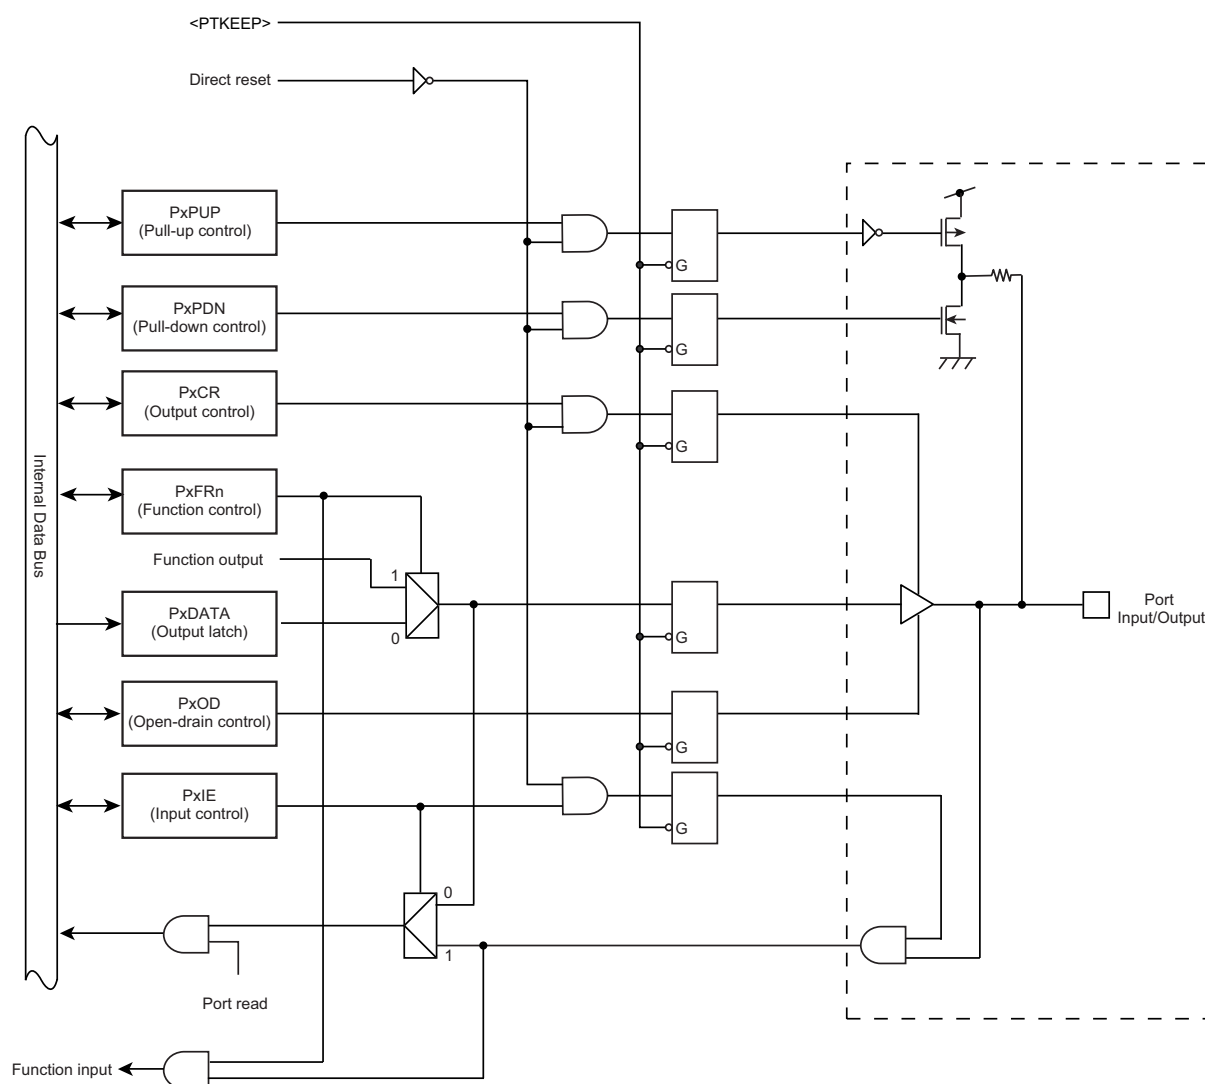 <PTKEEP>
Direct reset
PxPUP
(Pull-up control)
G
PxPDN
(Pull-down control)
G
PxCR
(Output control)
G
Internal Data Bus
PxFRn
(Function control)
Function output
1
PxDATA
(Output latch)
0
G
Port
Input/Output
PxOD
(Open-drain control)
G
PxIE
(Input control)
G
0
1
Port read
Function input